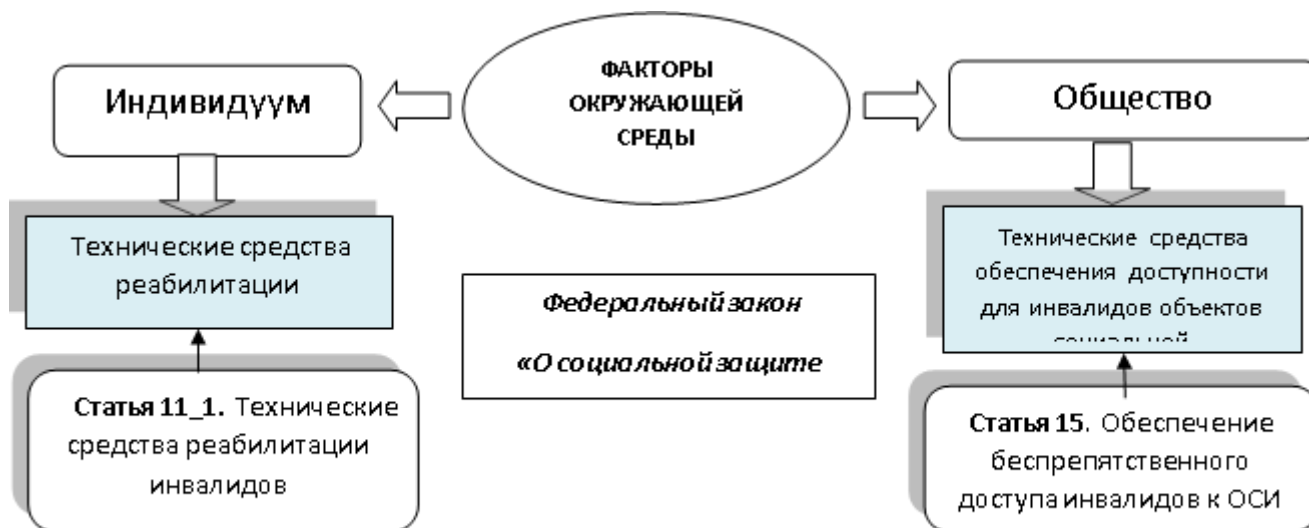 ФАКТОРЫ
ОКРУЖАЮЩЕЙ
СРЕДЫ
Индивидуум
Общество
Технические средства
реабилитации
Технические средства
обеспечения доступности
для инвалидов объектов
социальной
Федеральный закон
«О социальной защите
Статья 11_1. Технические
средства реабилитации
инвалидов
Статья 15. Обеспечение
беспрепятственного
доступа инвалидов к ОСИ